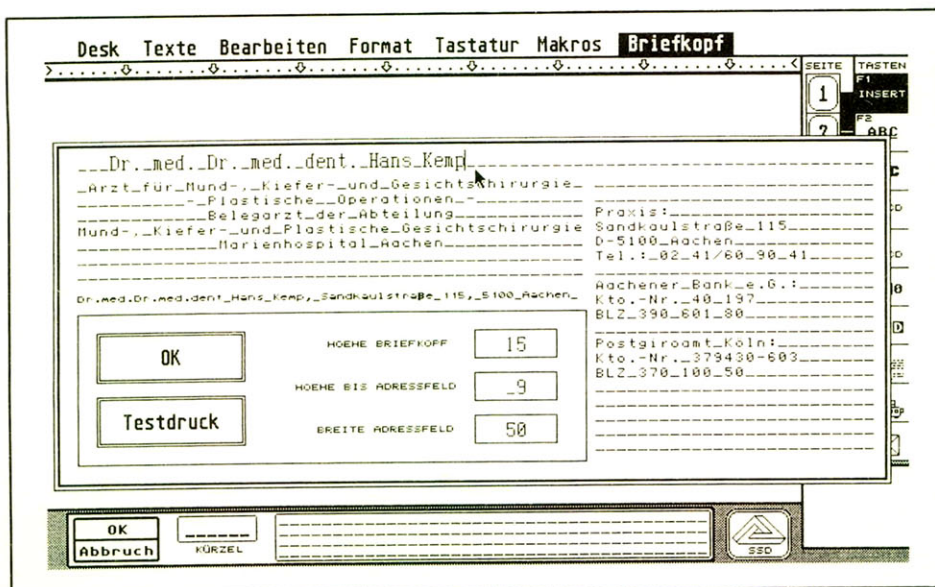 Desk Texte Bearbeiten Format Tastatur Makros Briefkopf
SEITE TASTEN
1 F1 INSERT
2 F2 ABC
___Dr._med._Dr._med._dent._Hans_Kemp
_Arzt_für_Mund-,_Kiefer-_und_Gesichtschirurgie_
-_Plastische__Operationen_-
Belegarzt_der_Abteilung
Mund-,_Kiefer-_und_Plastische_Gesichtschirurgie
Marienhospital_Aachen
Dr.med.Dr.med.dent_Hans_Kemp,_Sandkaulstraße_115,_5100_Aachen_
Praxis:
Sandkaulstraße_115
D-5100_Aachen
Tel.:_02_41/60_90_41
Aachener_Bank_e.G.:
Kto.-Nr._40_197
BLZ_390_601_80
Postgiroamt_Köln:
Kto.-Nr._379430-603
BLZ_370_100_50
OK
Testdruck
HOEHE BRIEFKOPF 15
HOEHE BIS ADRESSFELD _9
BREITE ADRESSFELD 50
OK
Abbruch
KÜRZEL
SSD